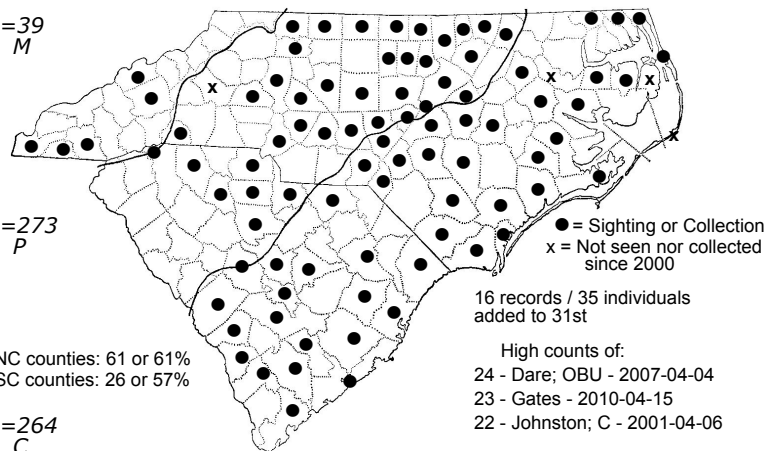 =39
M
=273
P
● = Sighting or Collection
x = Not seen nor collected
since 2000
16 records / 35 individuals
added to 31st
NC counties: 61 or 61%
SC counties: 26 or 57%
High counts of:
24 - Dare; OBU - 2007-04-04
23 - Gates - 2010-04-15
22 - Johnston; C - 2001-04-06
=264
C
x
x
x
x